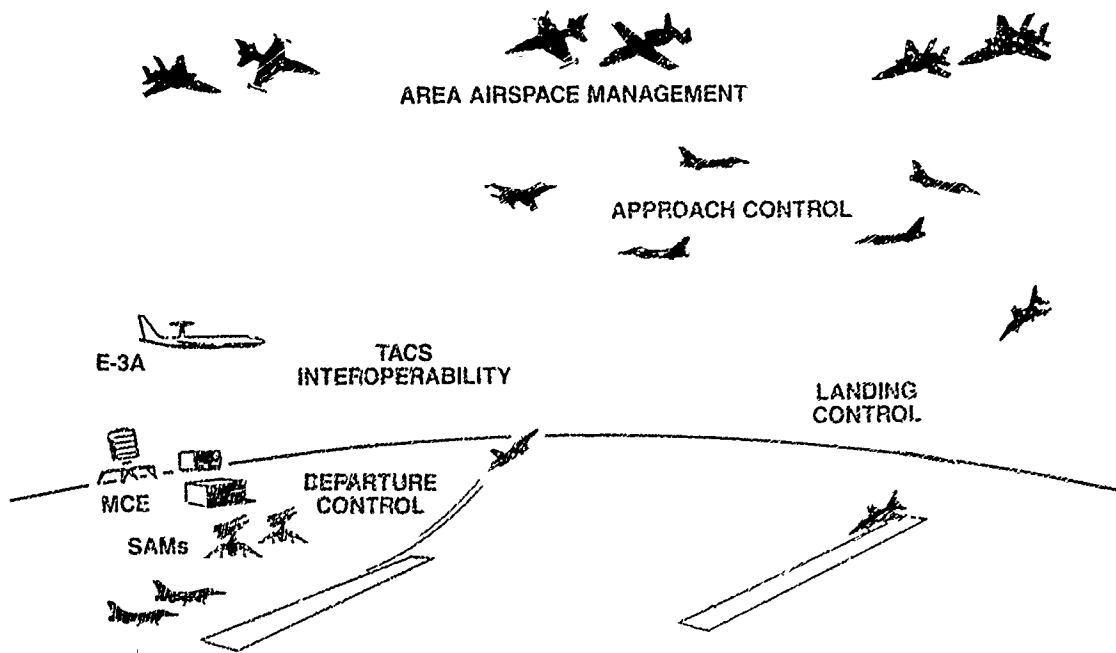 AREA AIRSPACE MANAGEMENT
APPROACH CONTROL
E-3A
TACS
INTEROPERABILITY
LANDING
CONTROL
MCE
DEPARTURE
CONTROL
SAMs